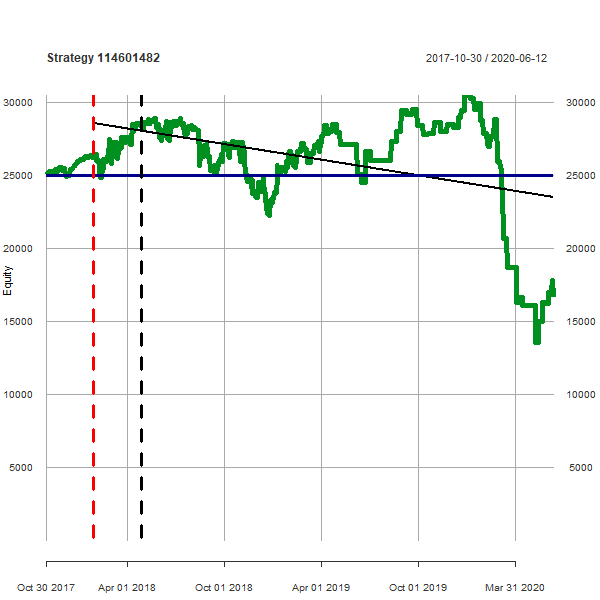 Strategy 114601482
2017-10-30 / 2020-06-12
30000
30000
25000
25000
20000
20000
Equity
15000
15000
10000
10000
5000
5000
Oct 30 2017
Apr 01 2018
Oct 01 2018
Apr 01 2019
Oct 01 2019
Mar 31 2020